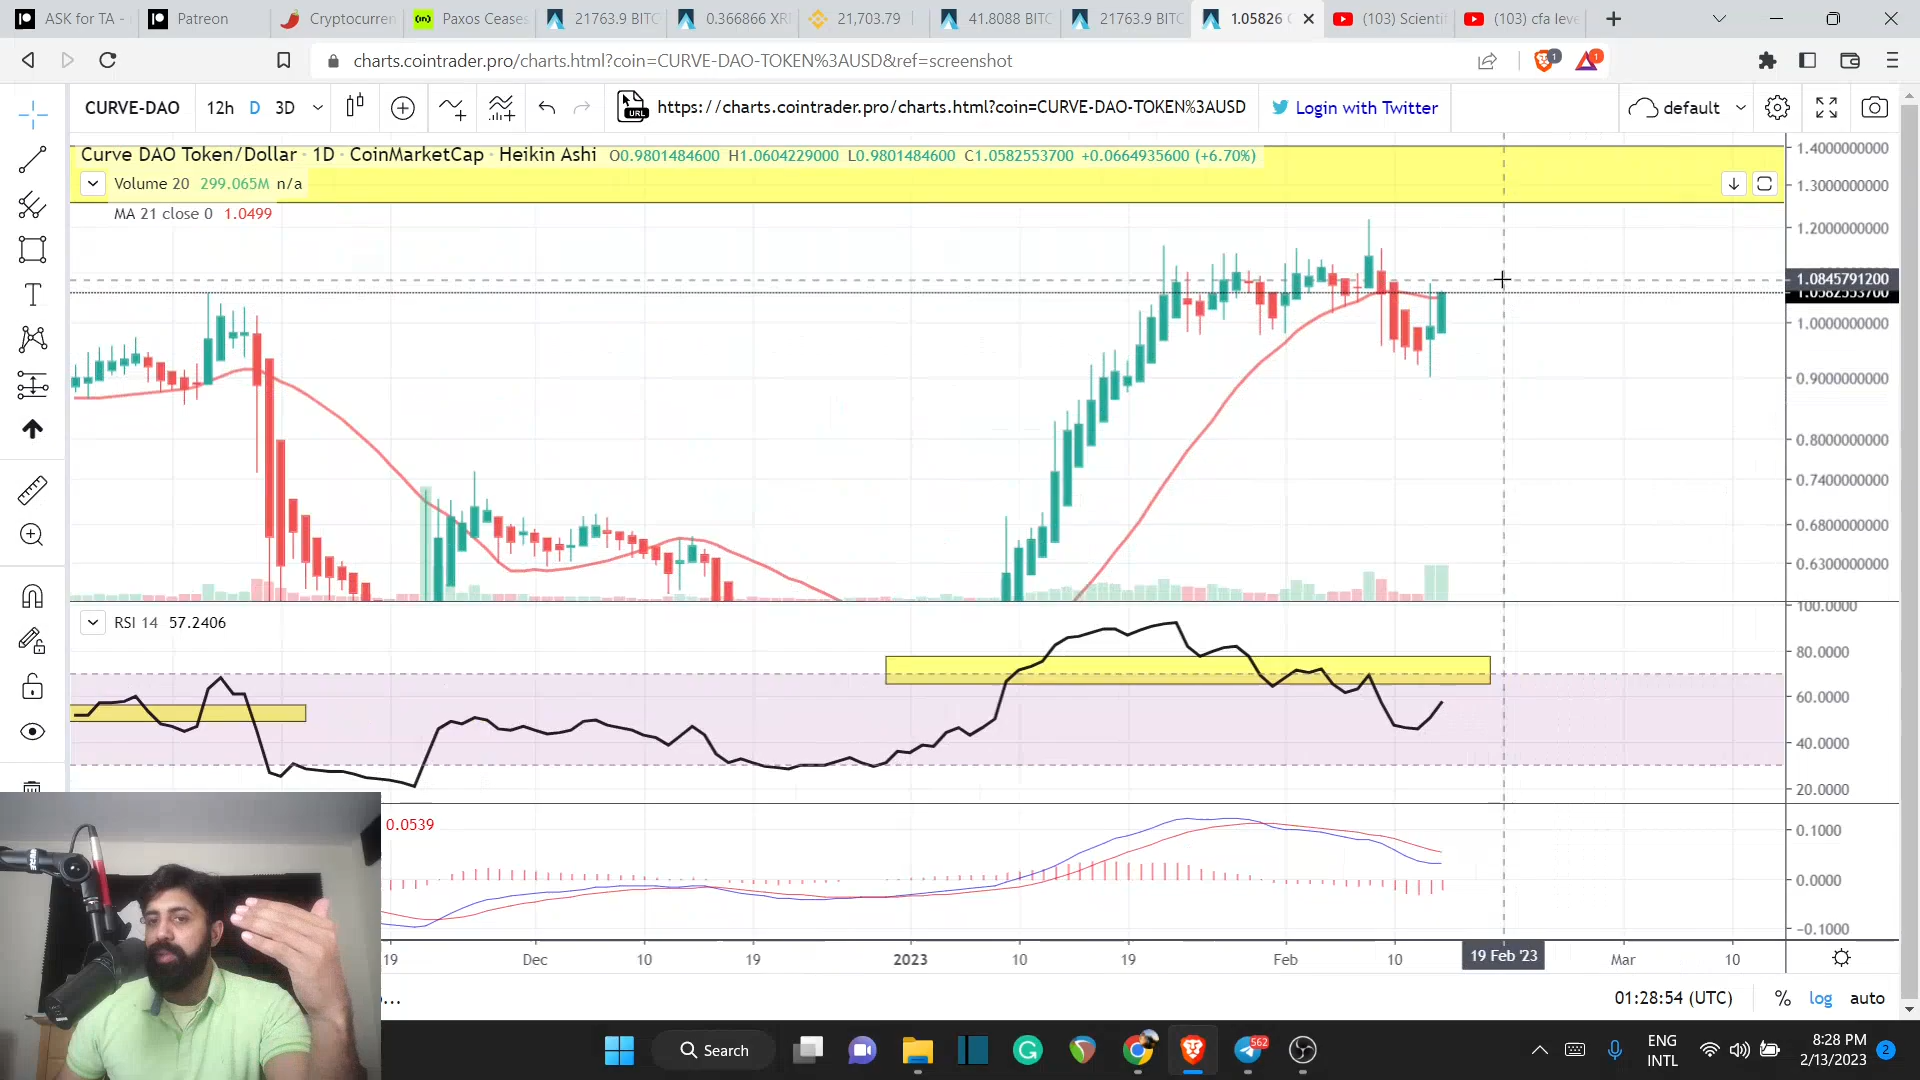 ASK for TA -
Patreon
Cryptocurren
Paxos Cease
21763.9 BITC
0.366866 XR
21,703.79
41.8088 BITC
21763.9 BITC
1.05826
(103) Scientif
(103) cfa leve
charts.cointrader.pro/charts.html?coin=CURVE-DAO-TOKEN%3AUSD&ref=screenshot
1
1
CURVE-DAO
12h
D
3D
URL
https://charts.cointrader.pro/charts.html?coin=CURVE-DAO-TOKEN%3AUSD
Login with Twitter
default
Curve DAO Token/Dollar · 1D · CoinMarketCap · Heikin Ashi O0.9801484600 H1.0604229000 L0.9801484600 C1.0582553700 +0.0664935600 (+6.70%)
Volume 20 299.065M n/a
MA 21 close 0 1.0499
1.4000000000
1.3000000000
1.2000000000
1.0845791200
1.0582553700
1.0000000000
0.9000000000
0.8000000000
0.7400000000
0.6800000000
0.6300000000
RSI 14 57.2406
100.0000
80.0000
60.0000
40.0000
20.0000
0.0539
0.1000
0.0000
-0.1000
19
Dec
10
19
2023
10
19
Feb
10
19 Feb '23
Mar
10
01:28:54 (UTC)
%
log
auto
Search
562
ENG
INTL
8:28 PM
2/13/2023
2